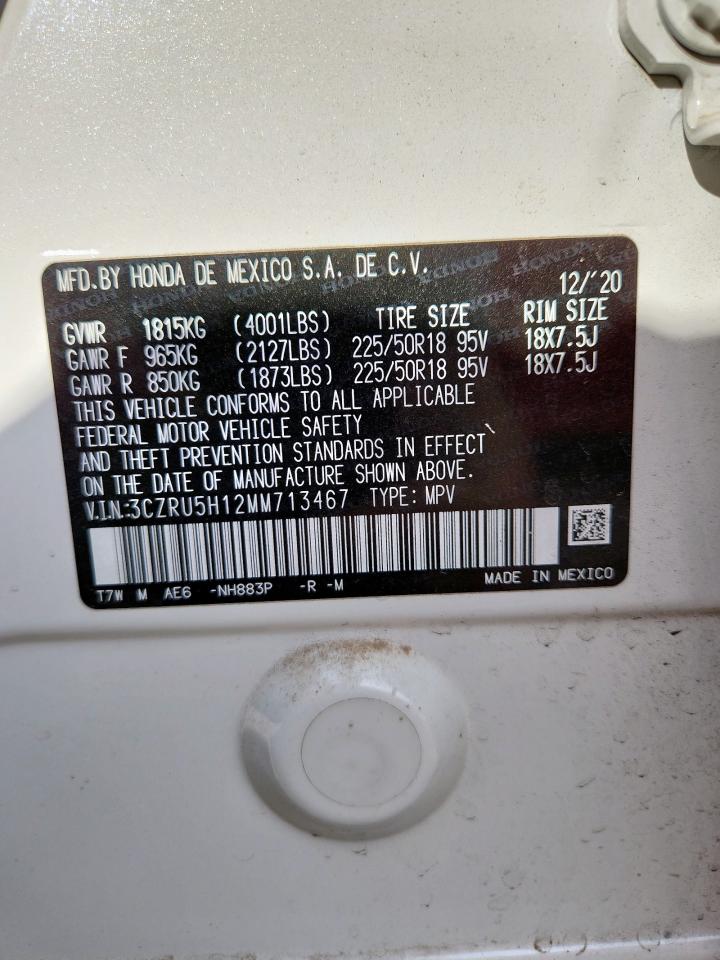 MFD.BY HONDA DE MEXICO S.A. DE C.V.
12/'20
GVWR 1815KG (4001LBS) TIRE SIZE RIM SIZE
GAWR F 965KG (2127LBS) 225/50R18 95V 18X7.5J
GAWR R 850KG (1873LBS) 225/50R18 95V 18X7.5J
THIS VEHICLE CONFORMS TO ALL APPLICABLE
FEDERAL MOTOR VEHICLE SAFETY
AND THEFT PREVENTION STANDARDS IN EFFECT
ON THE DATE OF MANUFACTURE SHOWN ABOVE.
V.I.N.:3CZRU5H12MM713467 TYPE: MPV
T7W M AE6 -NH883P -R -M MADE IN MEXICO